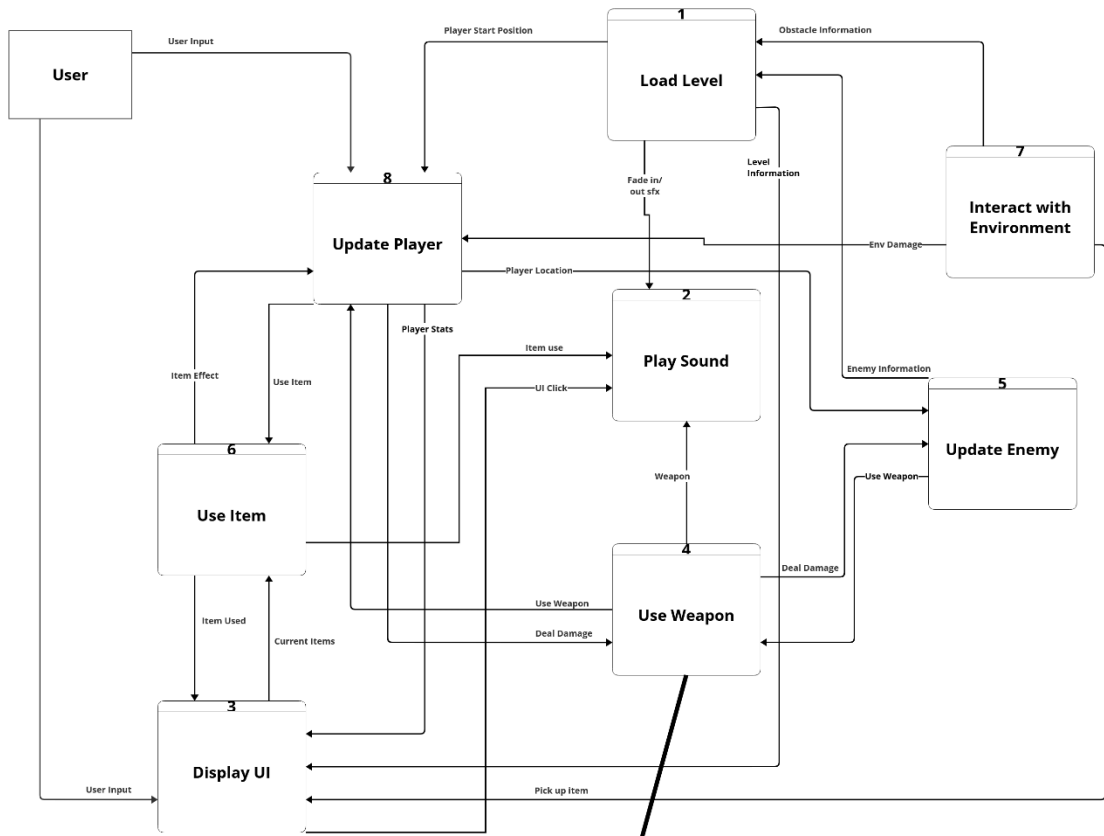 1
Player Start Position
Obstacle Information
User Input
User
Load Level
7
Level
Information
Fade in/
out sfx
8
Interact with
Environment
Update Player
Env Damage
Player Location
2
Player Stats
Item use
Play Sound
Item Effect
Use Item
UI Click
Enemy Information
5
6
Update Enemy
Weapon
Use Weapon
Use Item
4
Deal Damage
Use Weapon
Use Weapon
Item Used
Deal Damage
Current Items
3
Display UI
User Input
Pick up item